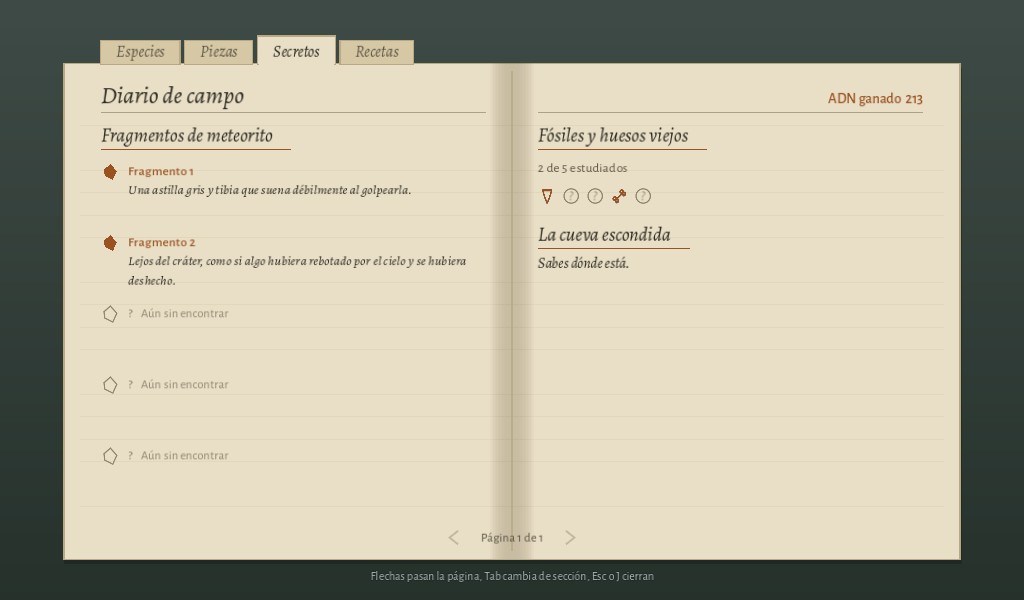 Especies
Piezas
Secretos
Recetas
Diario de campo
Fragmentos de meteorito
Fragmento 1
Una astilla gris y tibia que suena débilmente al golpearla.
Fragmento 2
Lejos del cráter, como si algo hubiera rebotado por el cielo y se hubiera
deshecho.
? Aún sin encontrar
? Aún sin encontrar
? Aún sin encontrar
ADN ganado 213
Fósiles y huesos viejos
2 de 5 estudiados
? ? ?
La cueva escondida
Sabes dónde está.
Página 1 de 1
Flechas pasan la página, Tab cambia de sección, Esc o J cierran